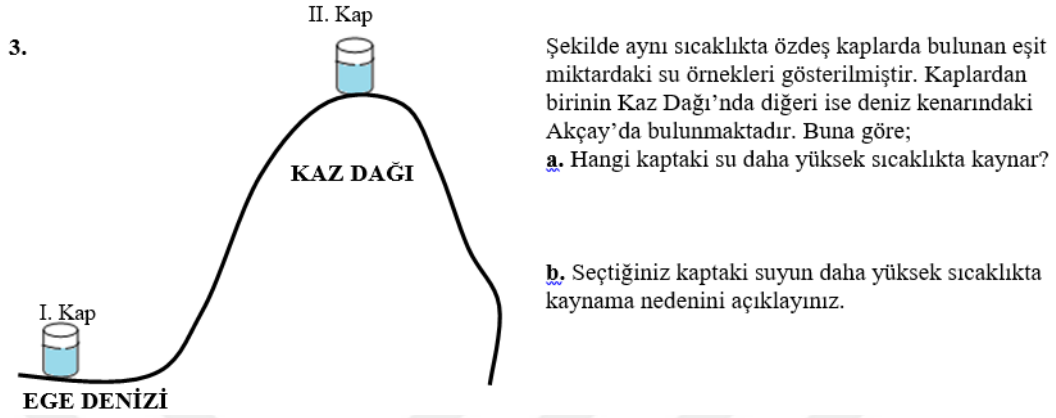 II. Kap
3.
KAZ DAĞI
I. Kap
EGE DENİZİ
Şekilde aynı sıcaklıkta özdeş kaplarda bulunan eşit
miktardaki su örnekleri gösterilmiştir. Kaplardan
birinin Kaz Dağı’nda diğeri ise deniz kenarındaki
Akçay’da bulunmaktadır. Buna göre;
a. Hangi kaptaki su daha yüksek sıcaklıkta kaynar?
b. Seçtiğiniz kaptaki suyun daha yüksek sıcaklıkta
kaynama nedenini açıklayınız.